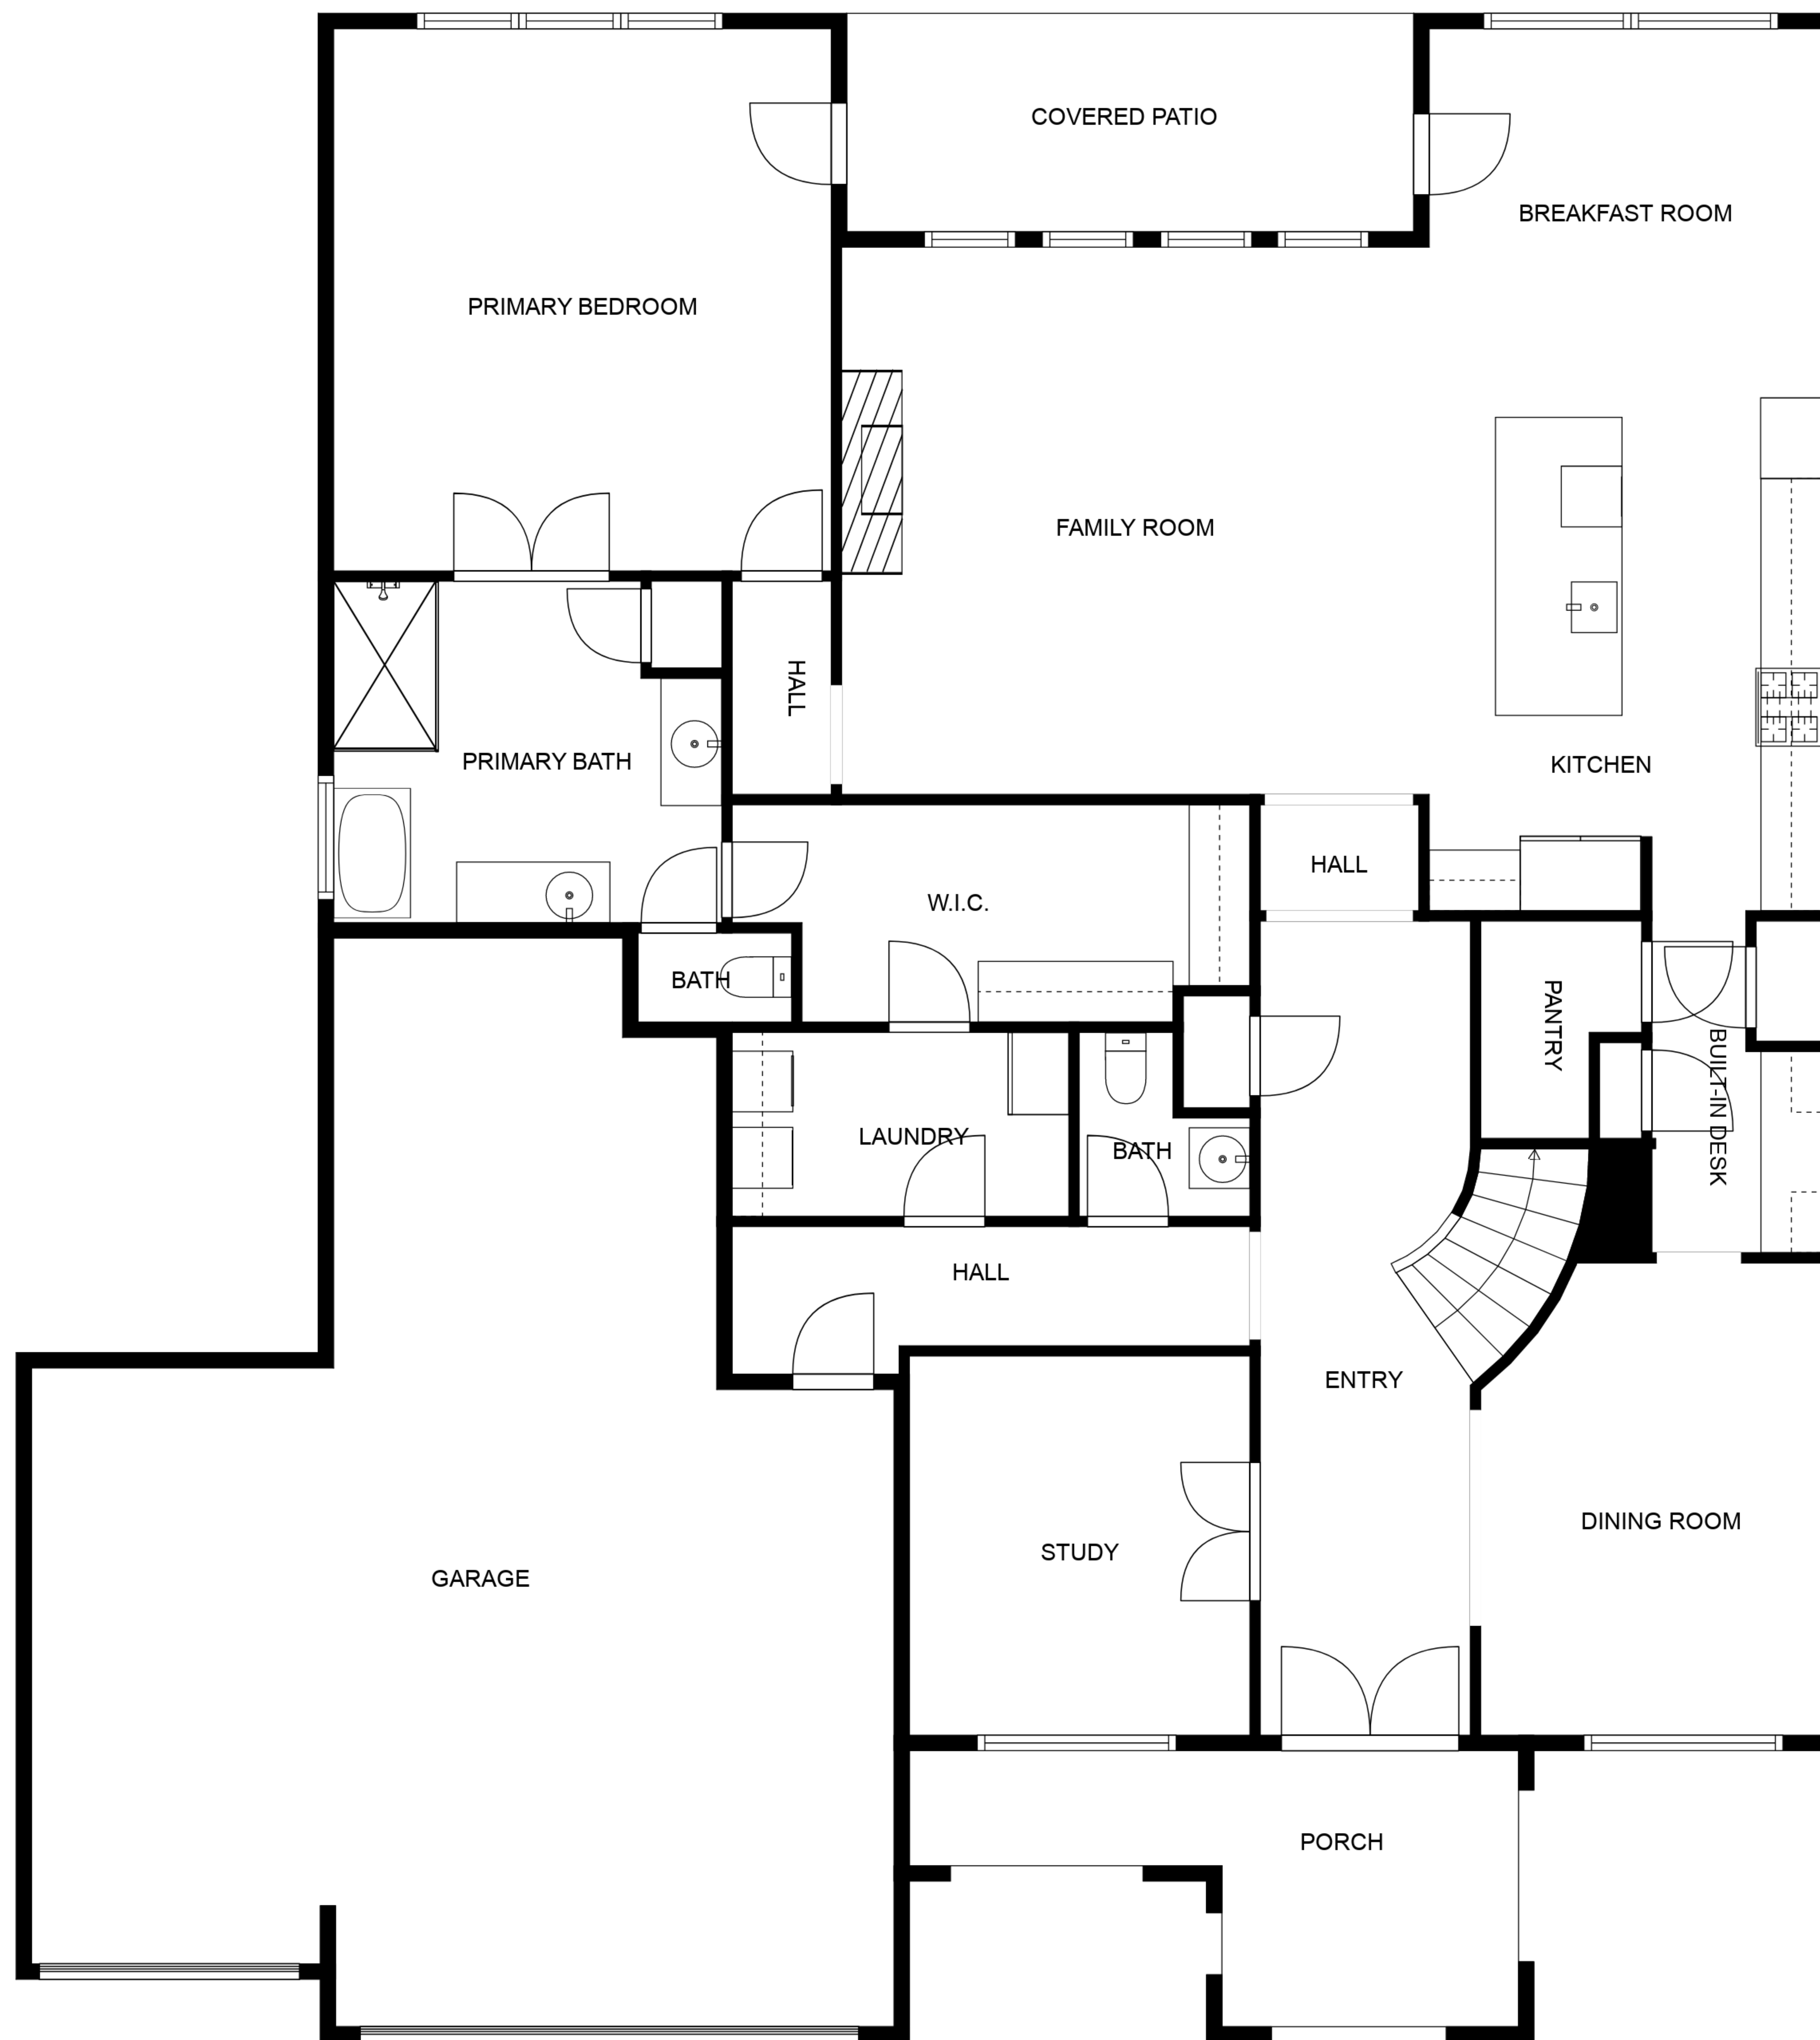 COVERED PATIO
BREAKFAST ROOM
PRIMARY BEDROOM
FAMILY ROOM
HALL
PRIMARY BATH
KITCHEN
HALL
W.I.C.
BATH
PANTRY
BUILT-IN DESK
LAUNDRY
BATH
HALL
ENTRY
DINING ROOM
STUDY
GARAGE
PORCH